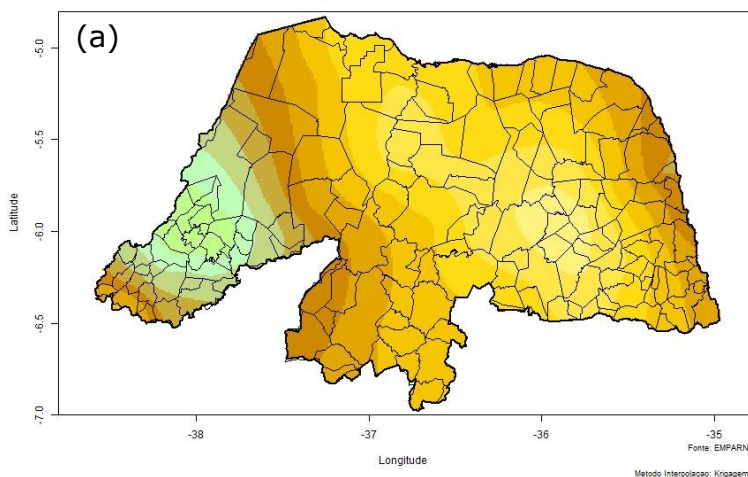 (a)
-5.0
-5.5
-6.0
-6.5
-7.0
Latitude
-38
-37
-36
-35
Longitude
Fonte: EMPARN
Metodo Interpolacao: Krigagem